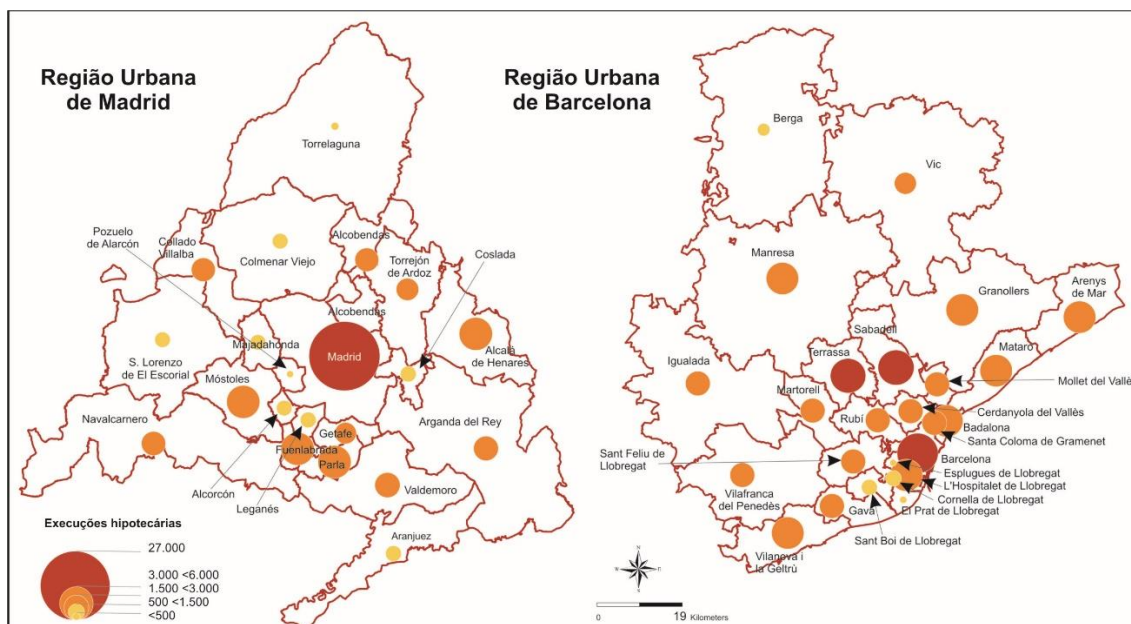 Região Urbana
de Madrid
Torrelaguna
Pozuelo
de Alarcón
Collado
Villalba
Colmenar Viejo
Alcobendas
Torrejón
de Ardoz
Coslada
Alcobendas
Madrid
Majadahonda
S. Lorenzo
de El Escorial
Móstoles
Alcalá
de Henares
Navalcarnero
Getafe
Fuenlabrada
Parla
Arganda del Rey
Alcorcón
Leganés
Valdemoro
Aranjuez
Execuções hipotecárias
27.000
3.000 <6.000
1.500 <3.000
500 <1.500
<500
Região Urbana
de Barcelona
Berga
Vic
Manresa
Granollers
Arenys
de Mar
Sabadell
Terrassa
Mataro
Igualada
Martorell
Mollet del Vallè
Rubí
Cerdanyola del Vallès
Badalona
Santa Coloma de Gramenet
Sant Feliu de
Llobregat
Barcelona
Esplugues de Llobregat
L'Hospitalet de Llobregat
Cornella de Llobregat
El Prat de Llobregat
Vilafranca
del Penedès
Gavà
Sant Boi de Llobregat
Vilanova i
la Geltrù
0 19 Kilometers